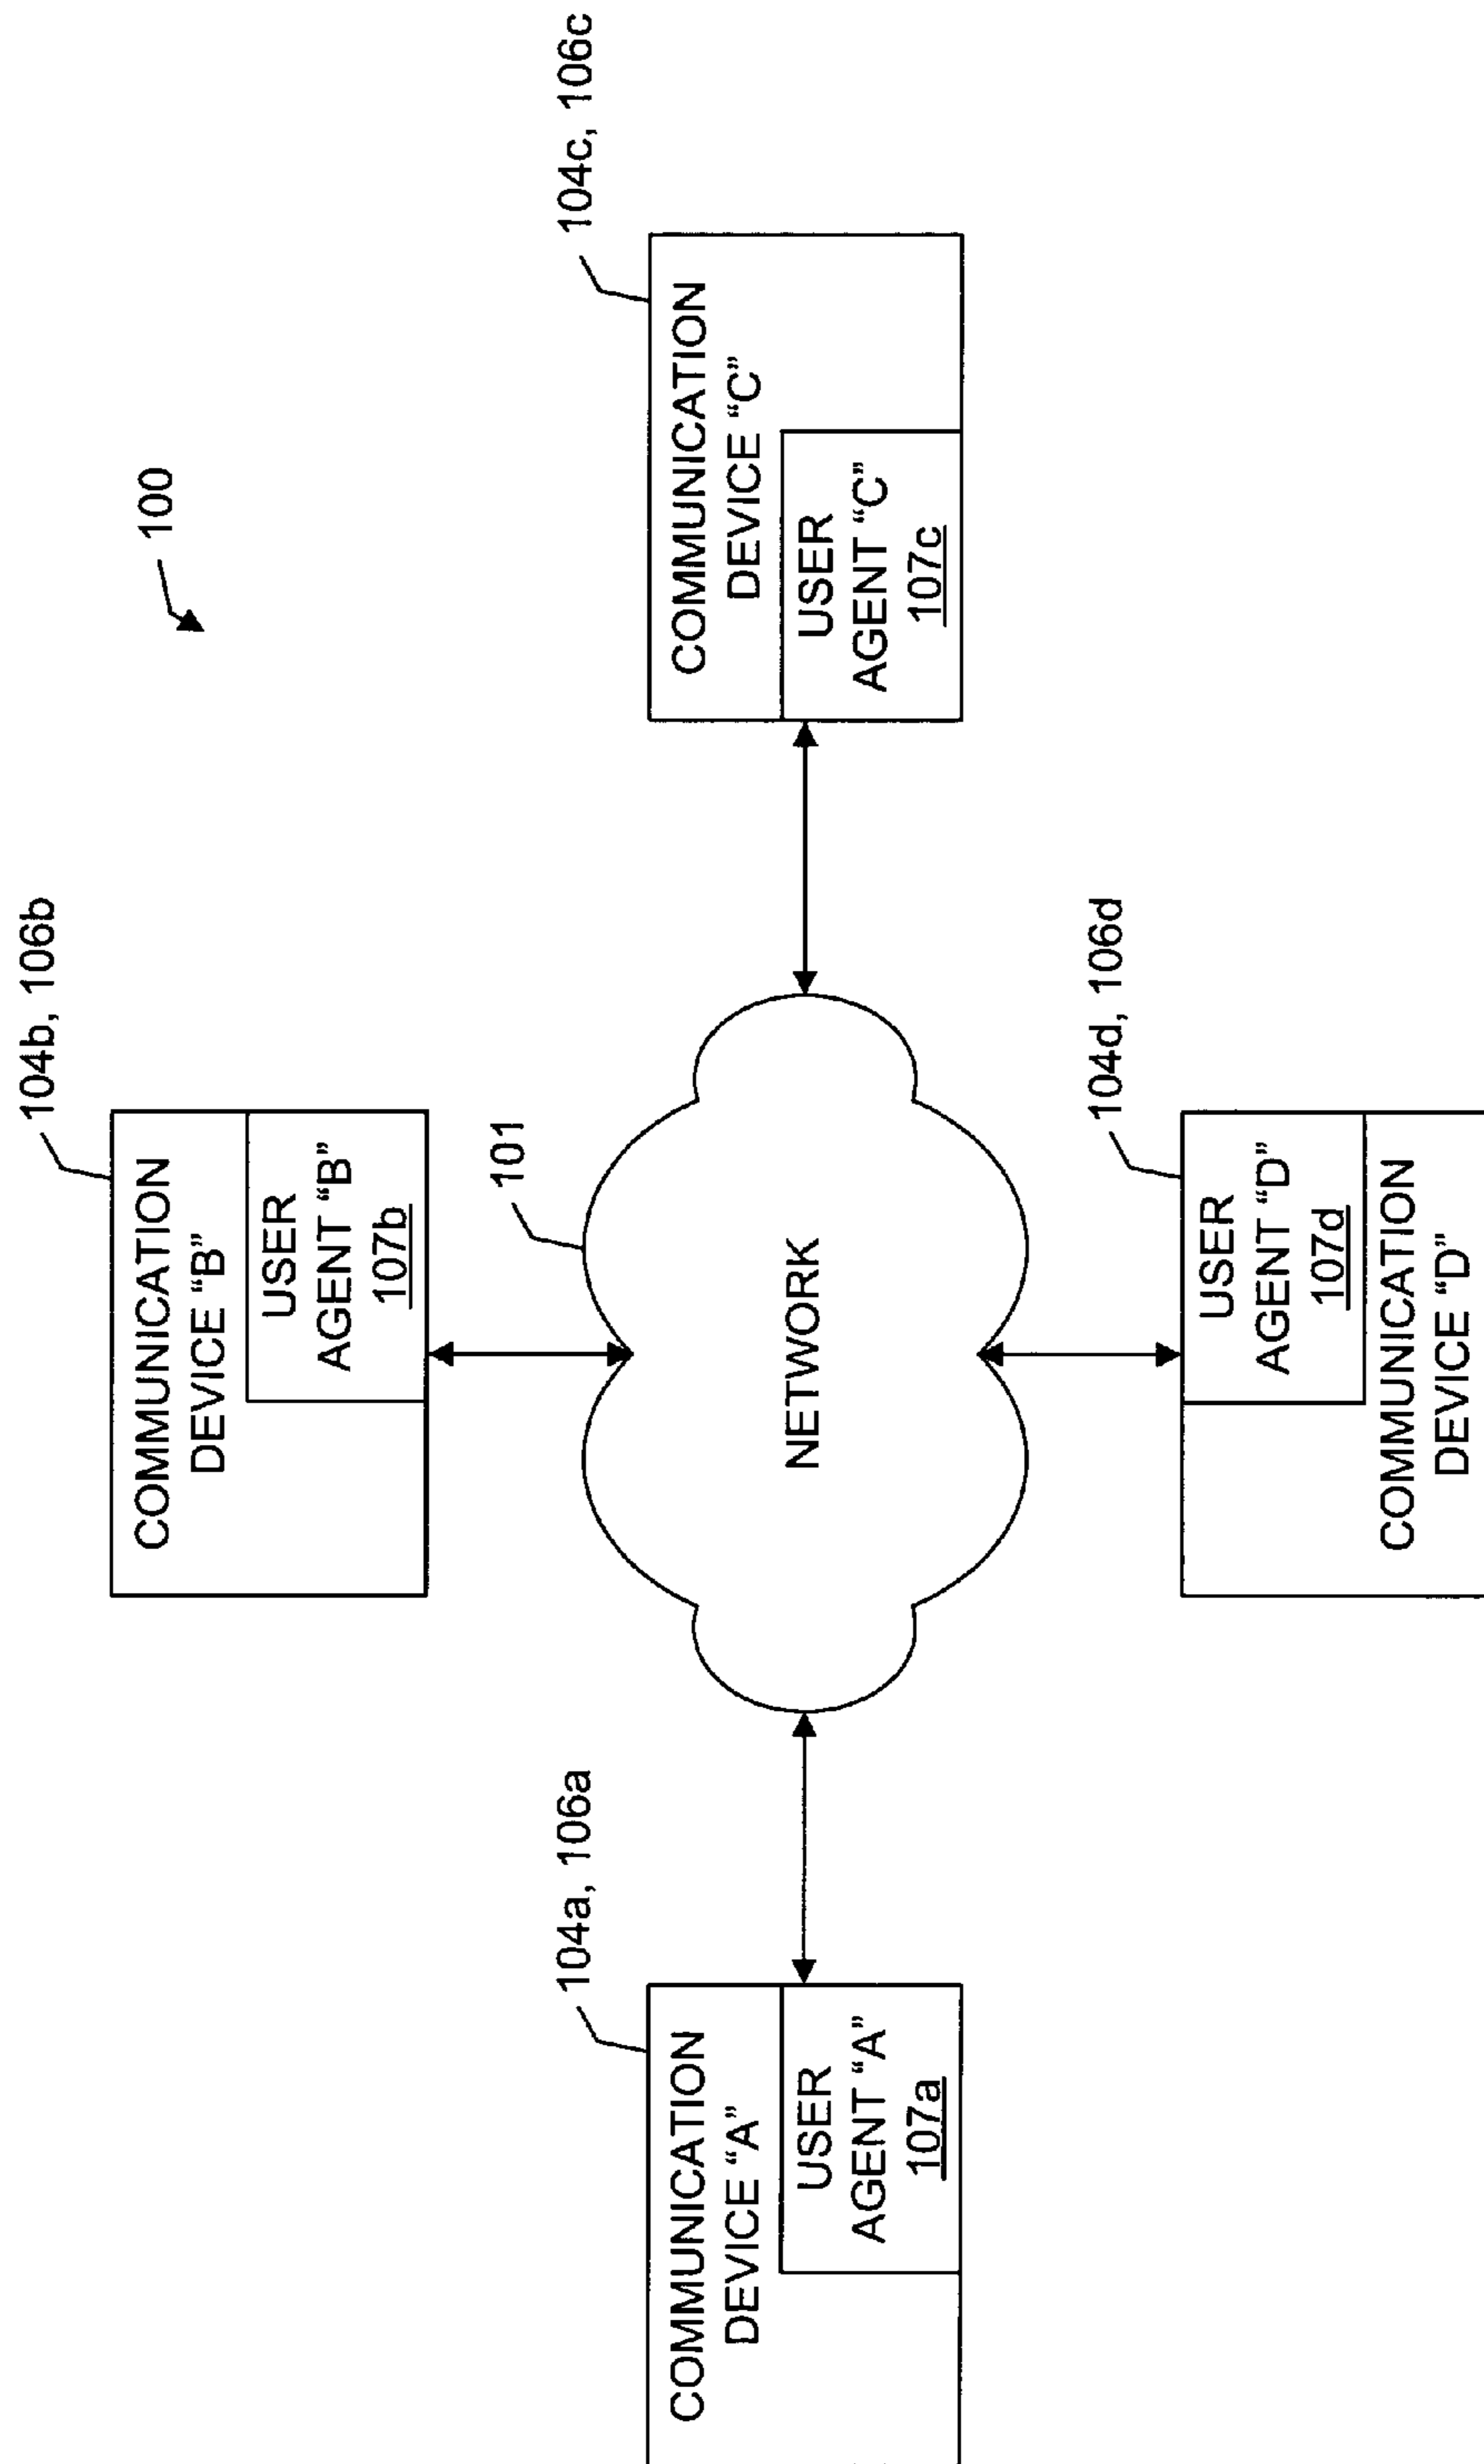 100
104b, 106b
COMMUNICATION
DEVICE “B”
USER
AGENT “B”
107b
104a, 106a
COMMUNICATION
DEVICE “A”
USER
AGENT “A”
107a
101
NETWORK
104c, 106c
COMMUNICATION
DEVICE “C”
USER
AGENT “C”
107c
104d, 106d
USER
AGENT “D”
107d
COMMUNICATION
DEVICE “D”